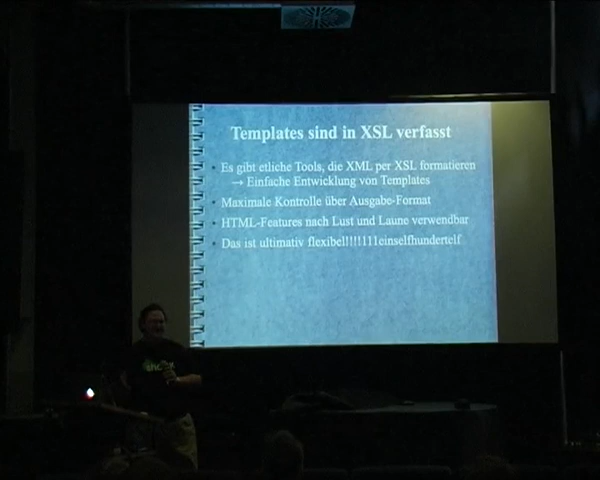 Templates sind in XSL verfasst
• Es gibt etliche Tools, die XML per XSL formatieren
→ Einfache Entwicklung von Templates
• Maximale Kontrolle über Ausgabe-Format
• HTML-Features nach Lust und Laune verwendbar
• Das ist ultimativ flexibel!!!!111einselfhundertelf